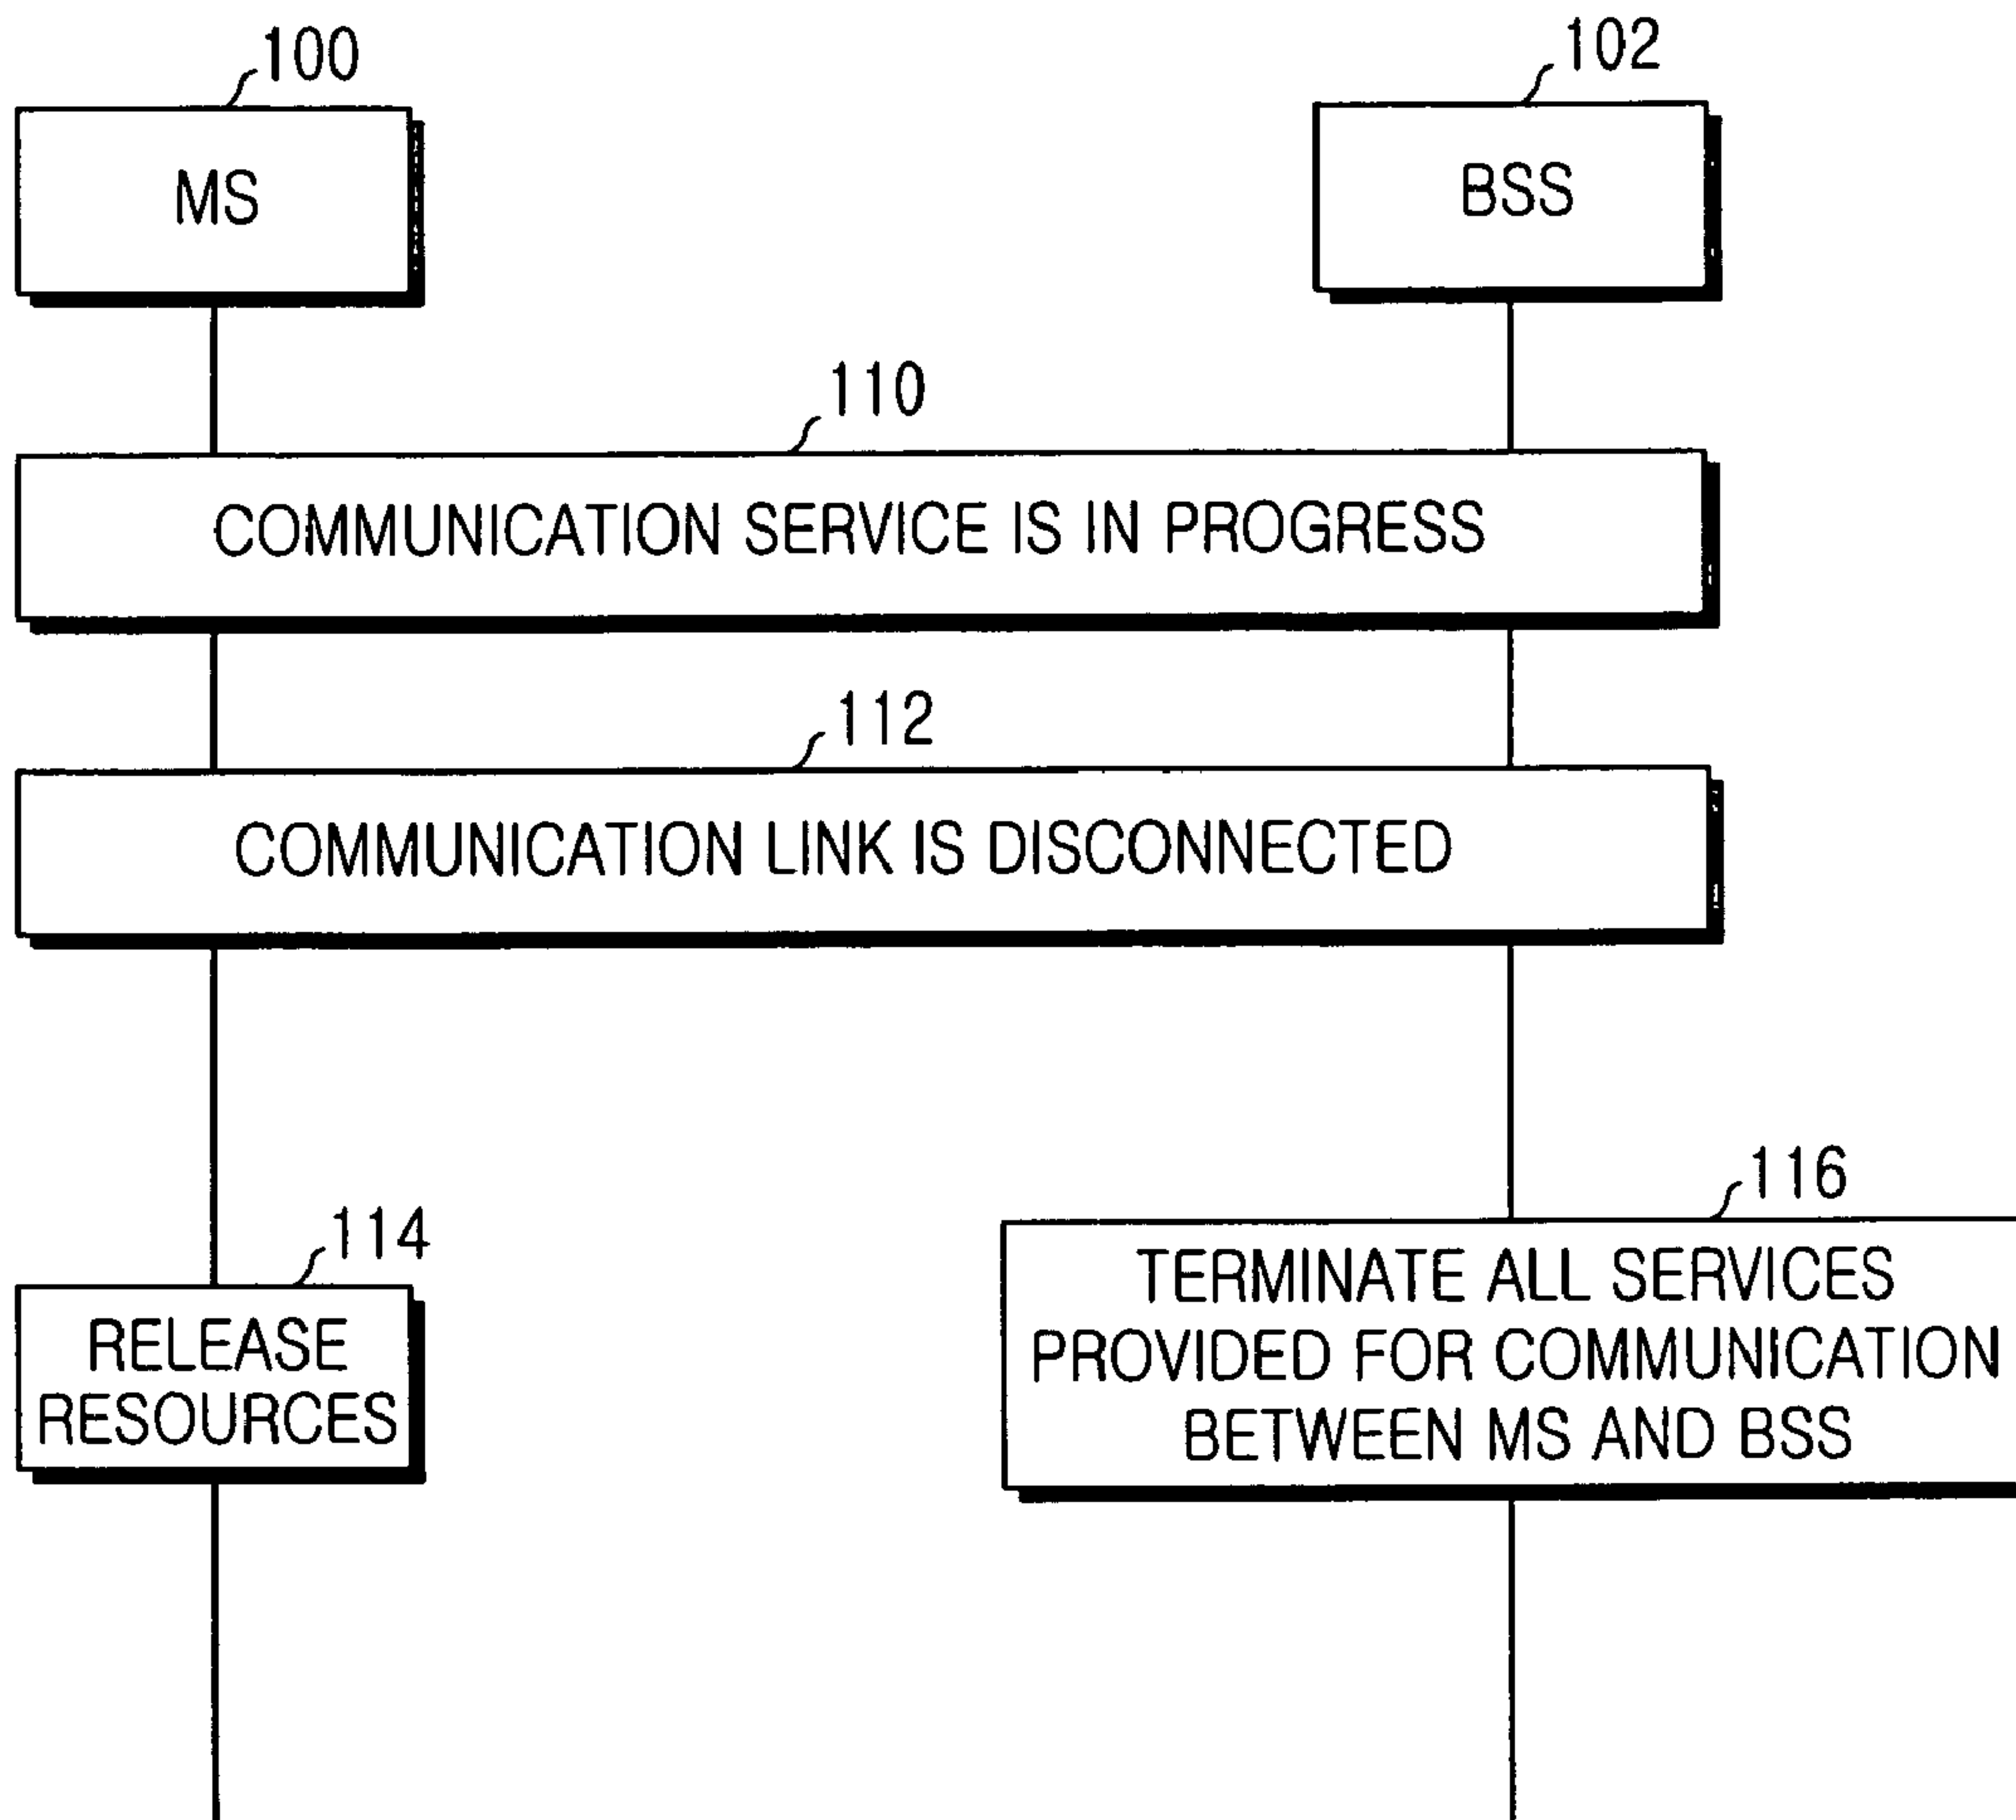 100
102
MS
BSS
110
COMMUNICATION SERVICE IS IN PROGRESS
112
COMMUNICATION LINK IS DISCONNECTED
116
114
TERMINATE ALL SERVICES
PROVIDED FOR COMMUNICATION
BETWEEN MS AND BSS
RELEASE
RESOURCES